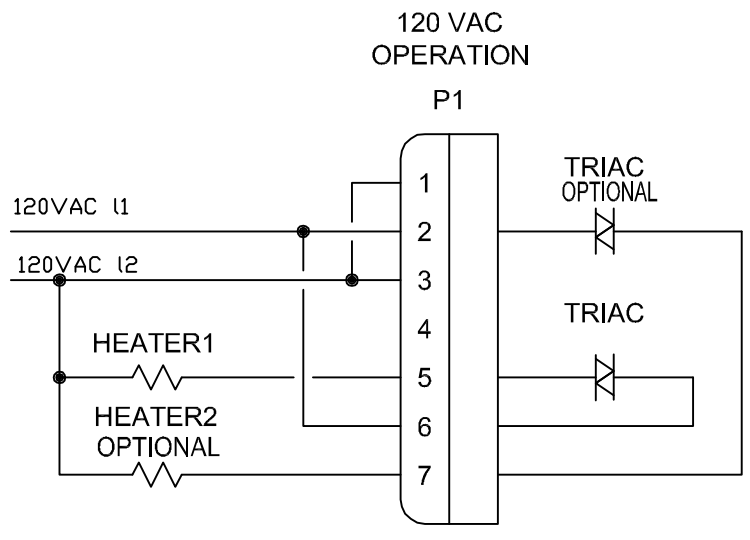 120 VAC
OPERATION
P1
TRIAC
OPTIONAL
1
120VAC l1
2
120VAC l2
3
TRIAC
4
HEATER1
5
HEATER2
OPTIONAL
6
7